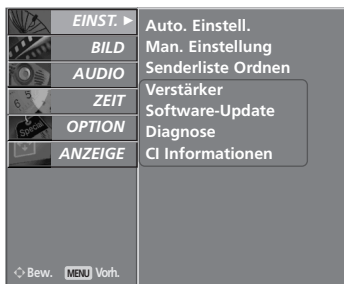 EINST.
BILD
AUDIO
ZEIT
Special
OPTION
ANZEIGE
Auto. Einstell.
Man. Einstellung
Senderliste Ordnen
Verstärker
Software-Update
Diagnose
CI Informationen
Bew. MENU Vorh.